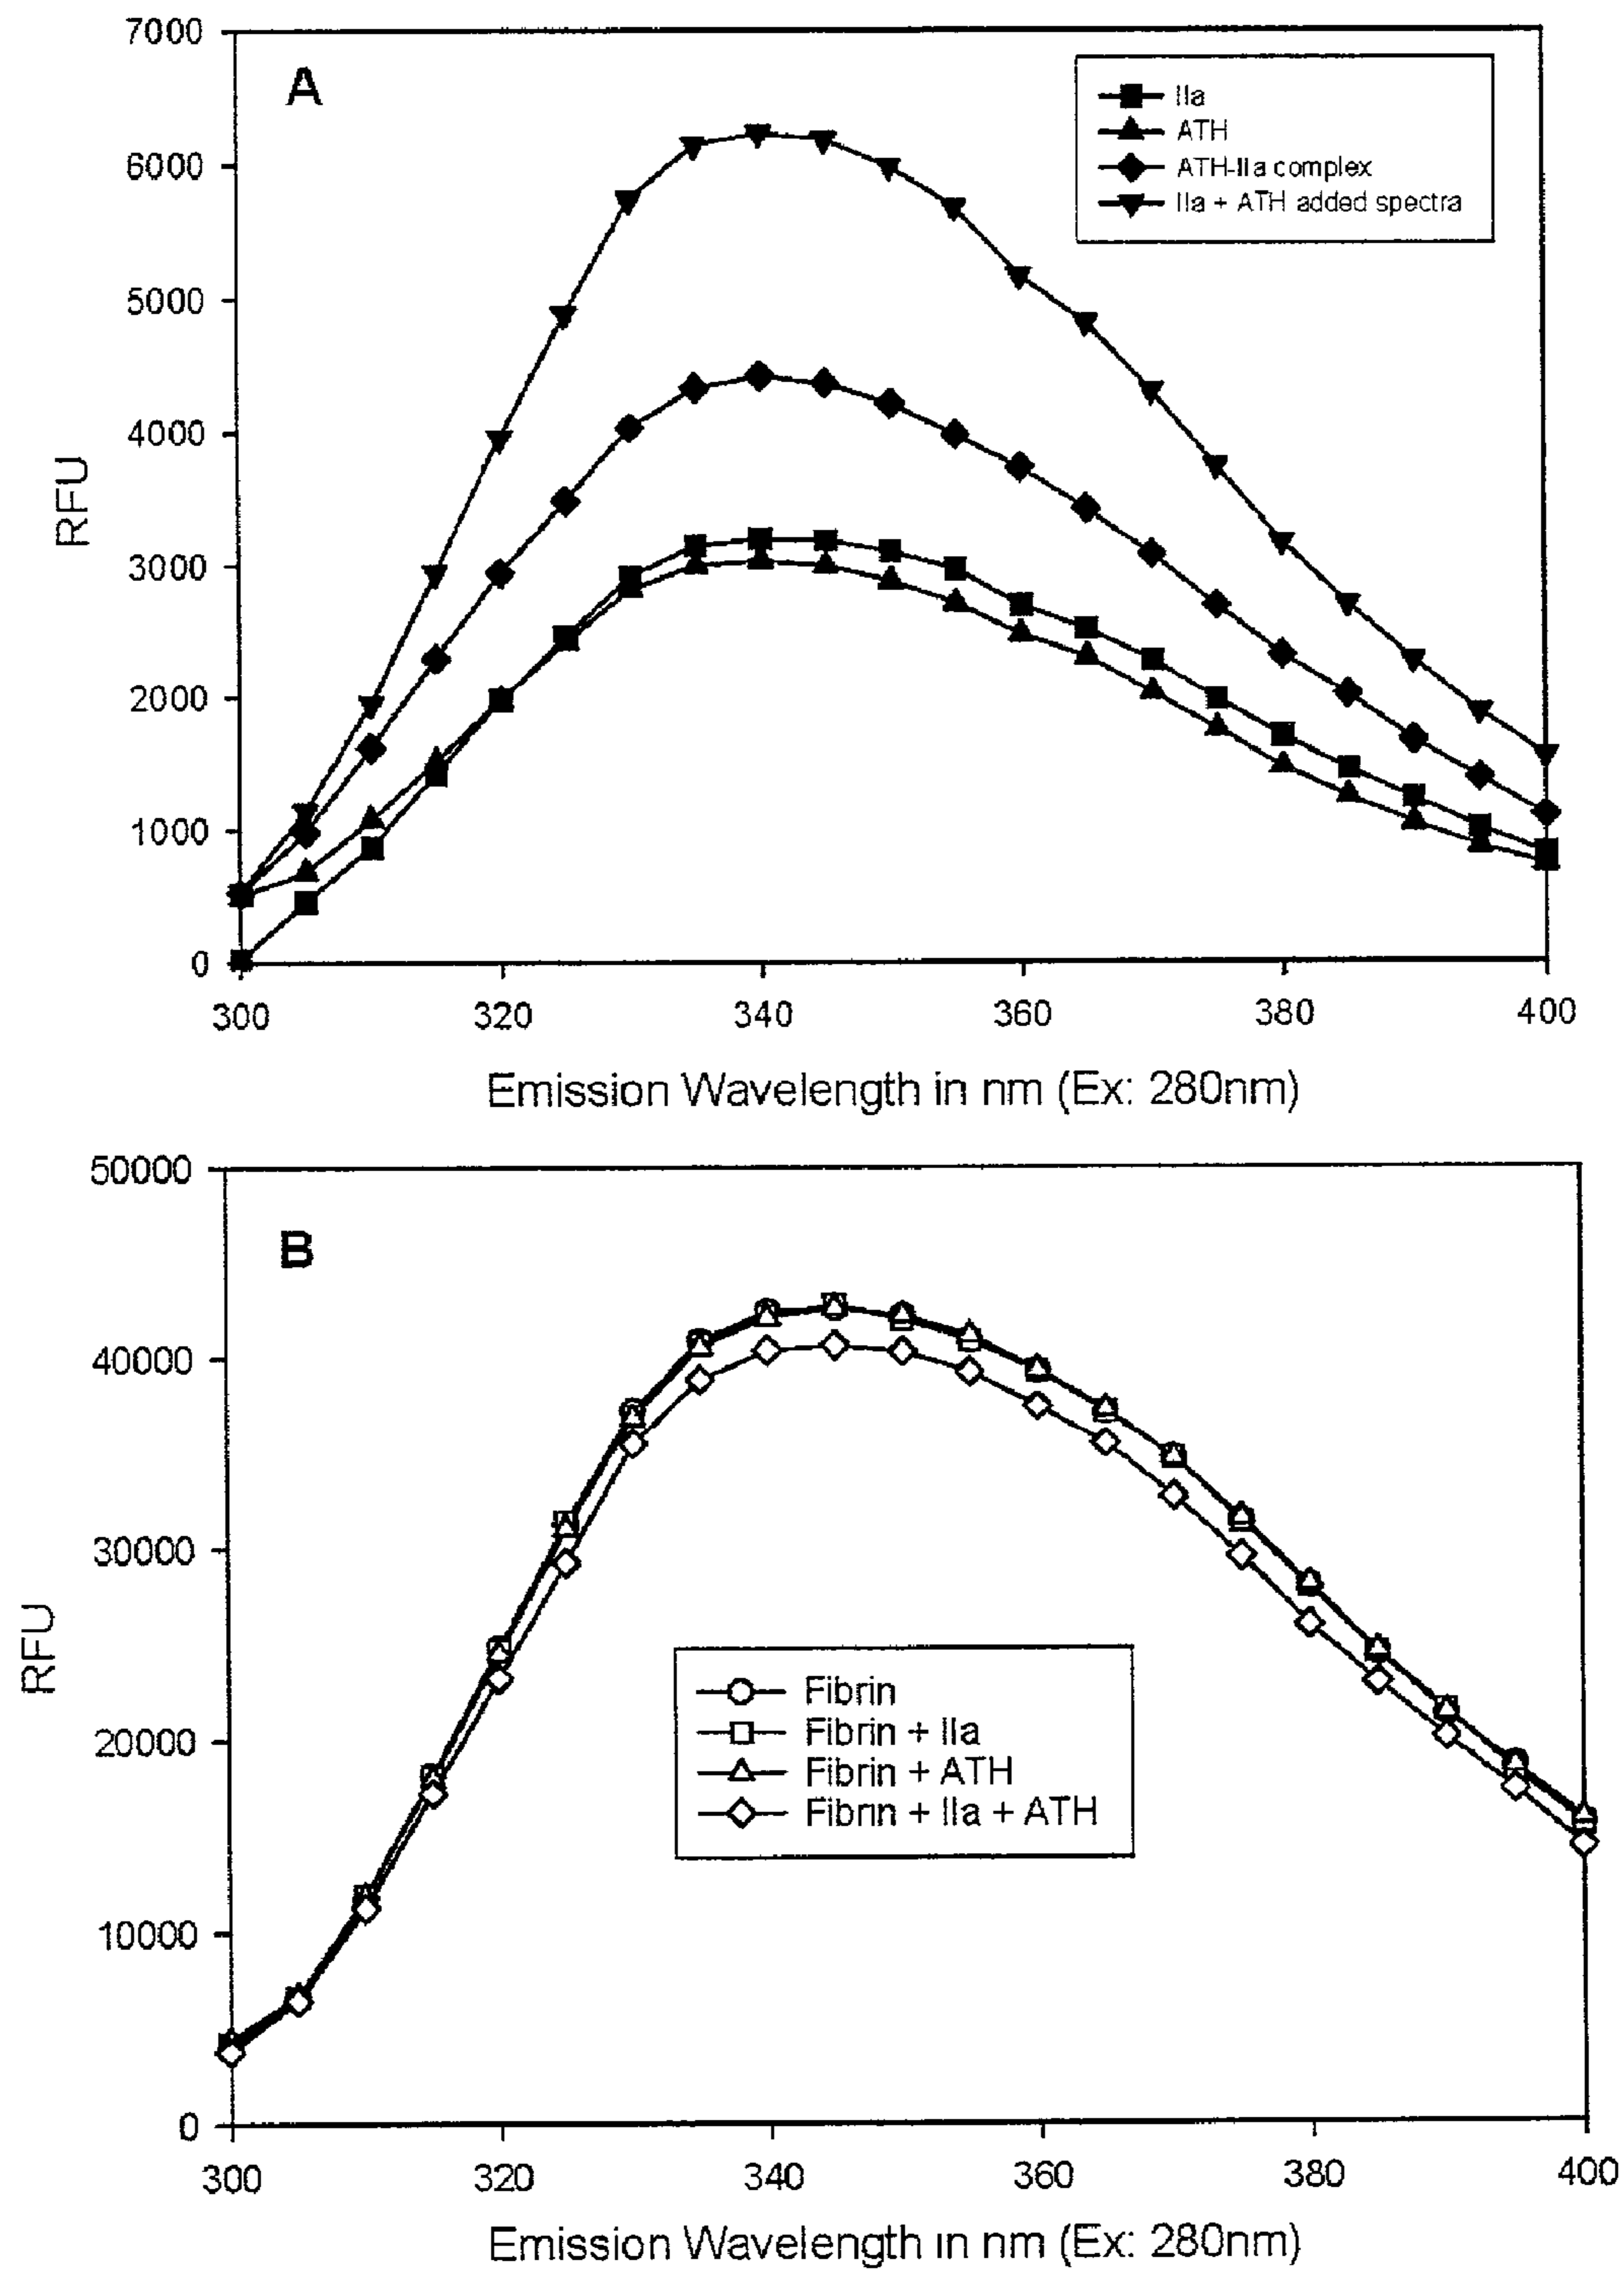 7000
A
IIa
ATH
ATH-IIa complex
IIa + ATH added spectra
6000
5000
4000
RFU
3000
2000
1000
0
300 320 340 360 380 400
Emission Wavelength in nm (Ex: 280nm)
50000
B
40000
30000
RFU
Fibrin
Fibrin + IIa
Fibrin + ATH
Fibrin + IIa + ATH
20000
10000
0
300 320 340 360 380 400
Emission Wavelength in nm (Ex: 280nm)